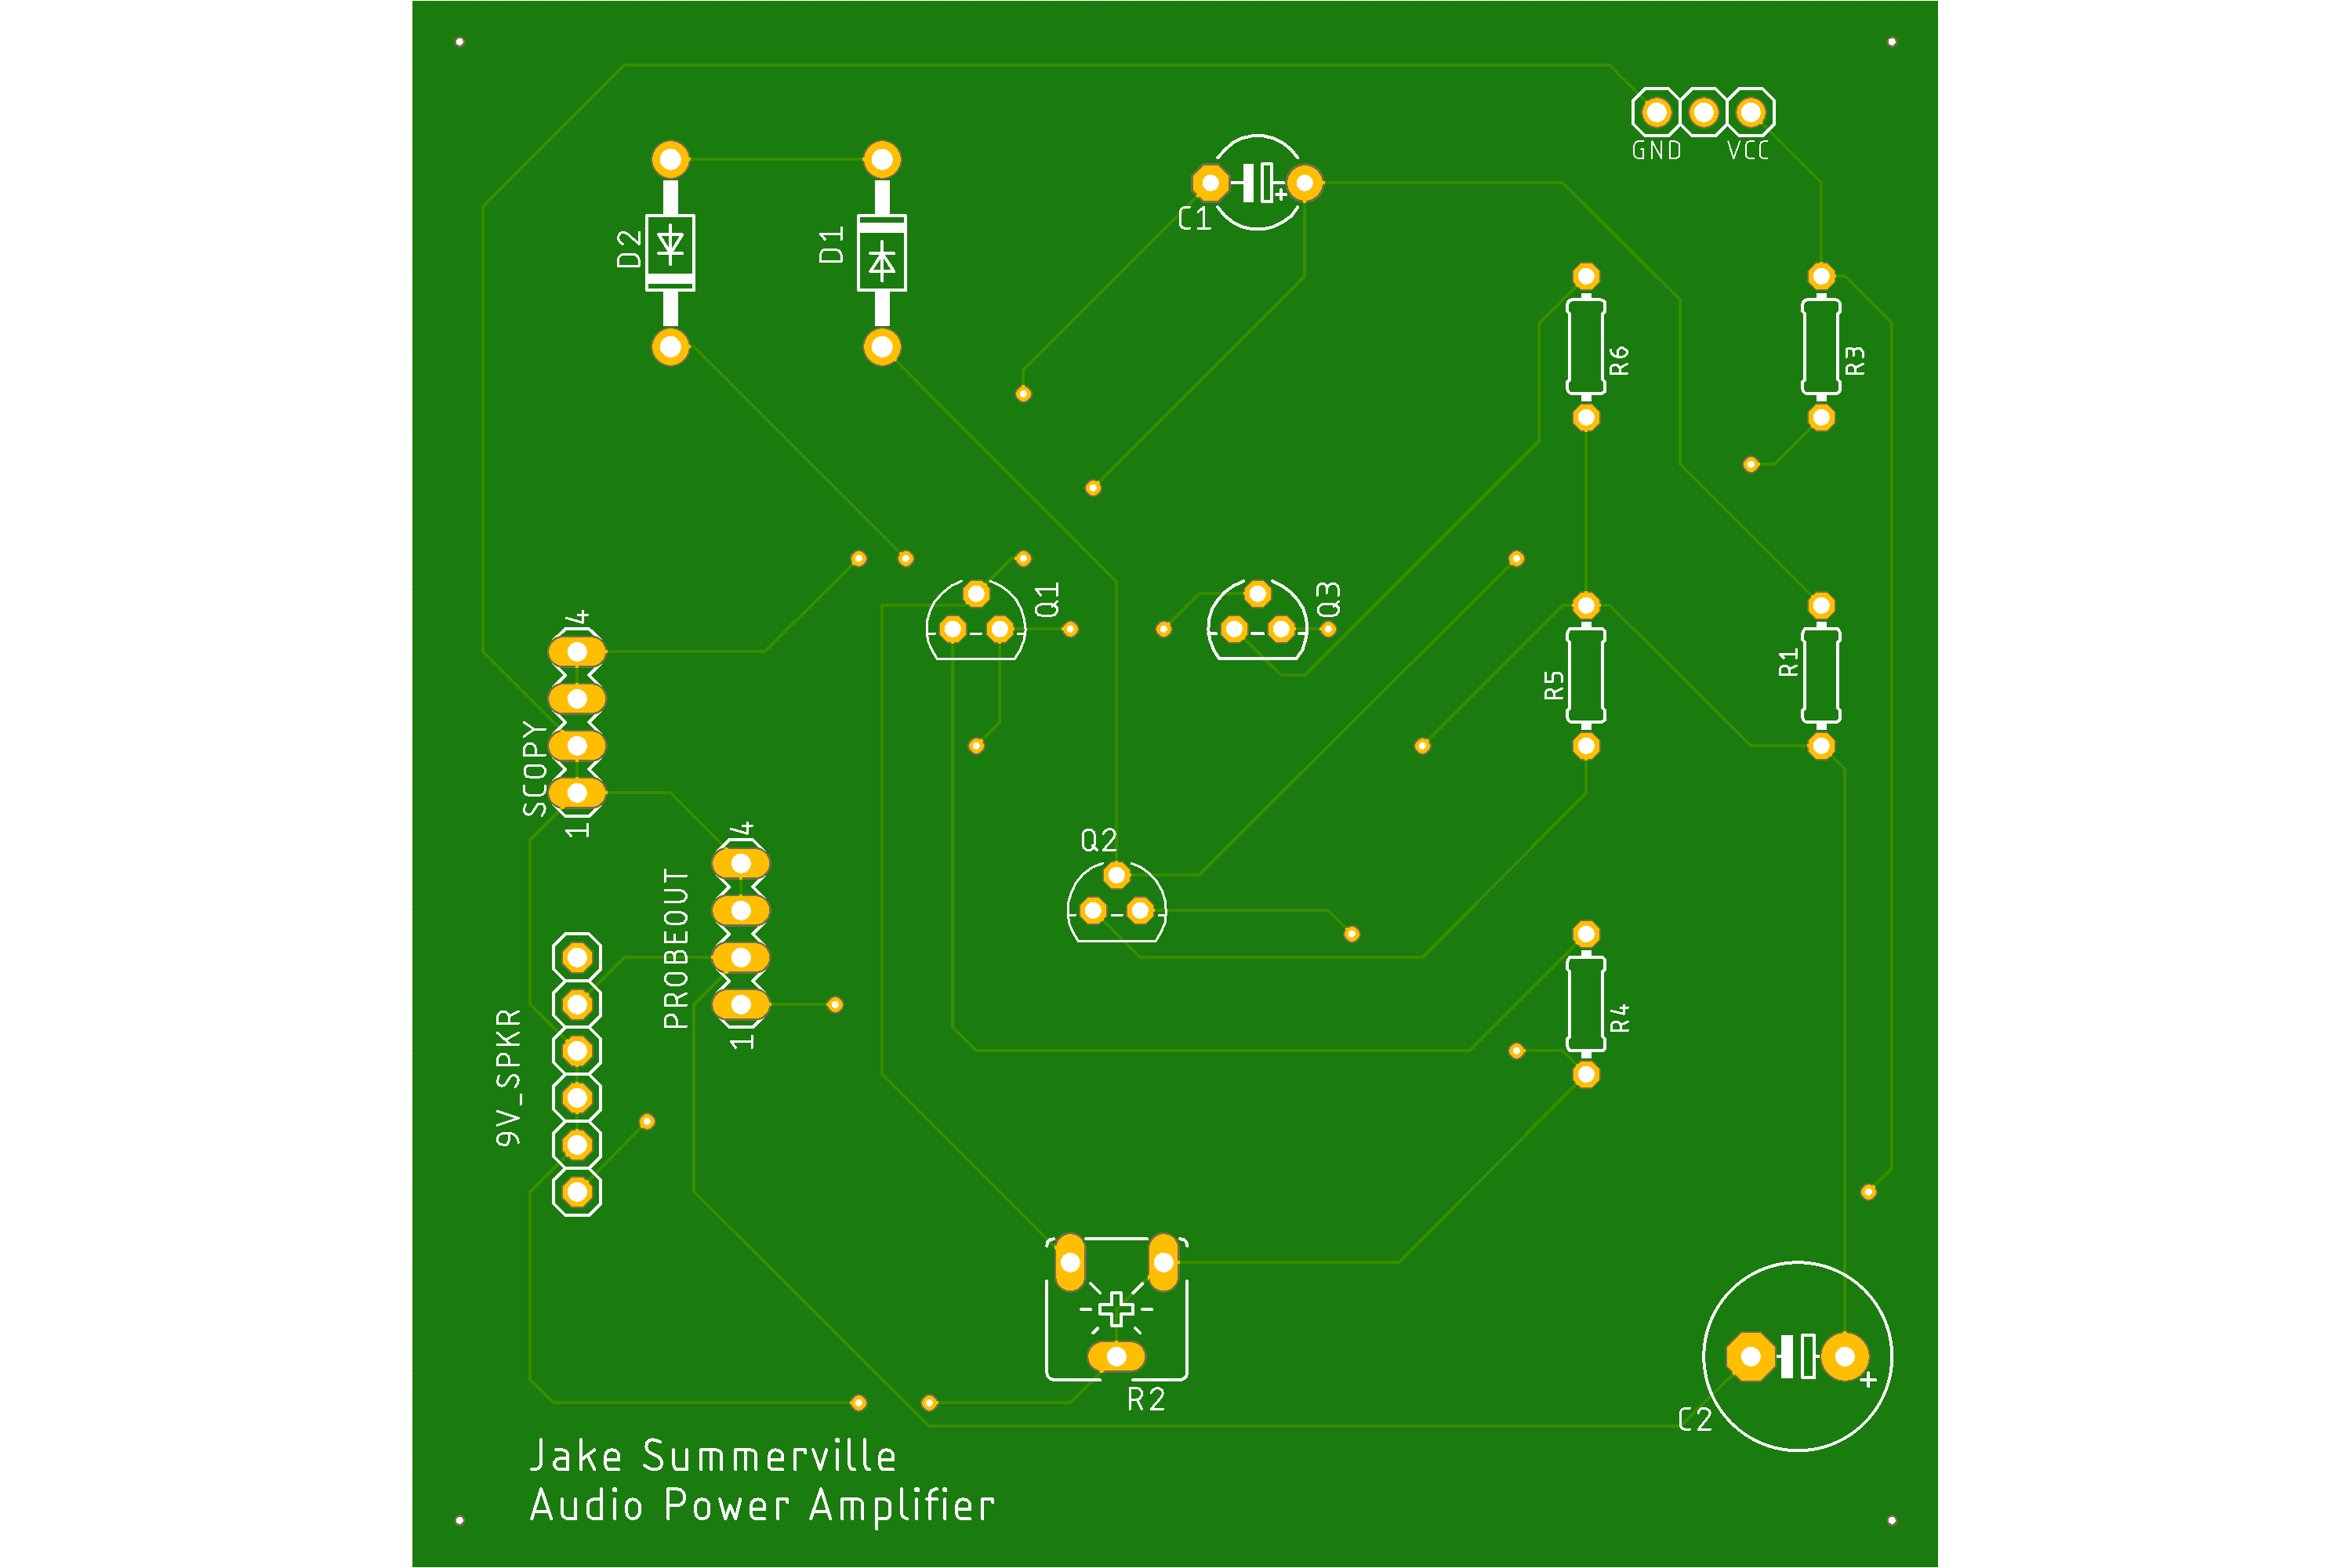 GND VCC
C1
+
D2
D1
R6
R3
Q1
Q3
4
SCOPY
1
R5
R1
Q2
4
PROBEOUT
1
9V_SPKR
R4
R2
C2
+
Jake Summerville
Audio Power Amplifier